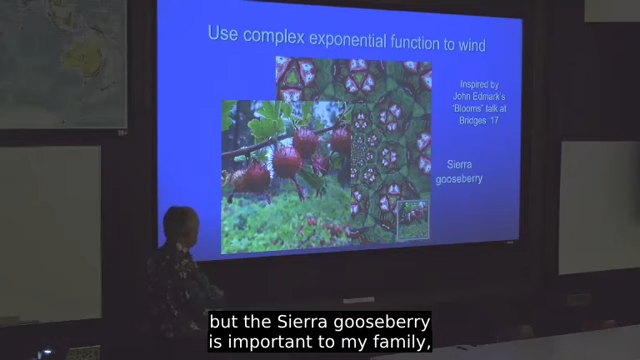 Use complex exponential function to wind
Inspired by
John Edmark's
'Blooms' talk at
Bridges '17
Sierra
gooseberry
but the Sierra gooseberry
is important to my family,